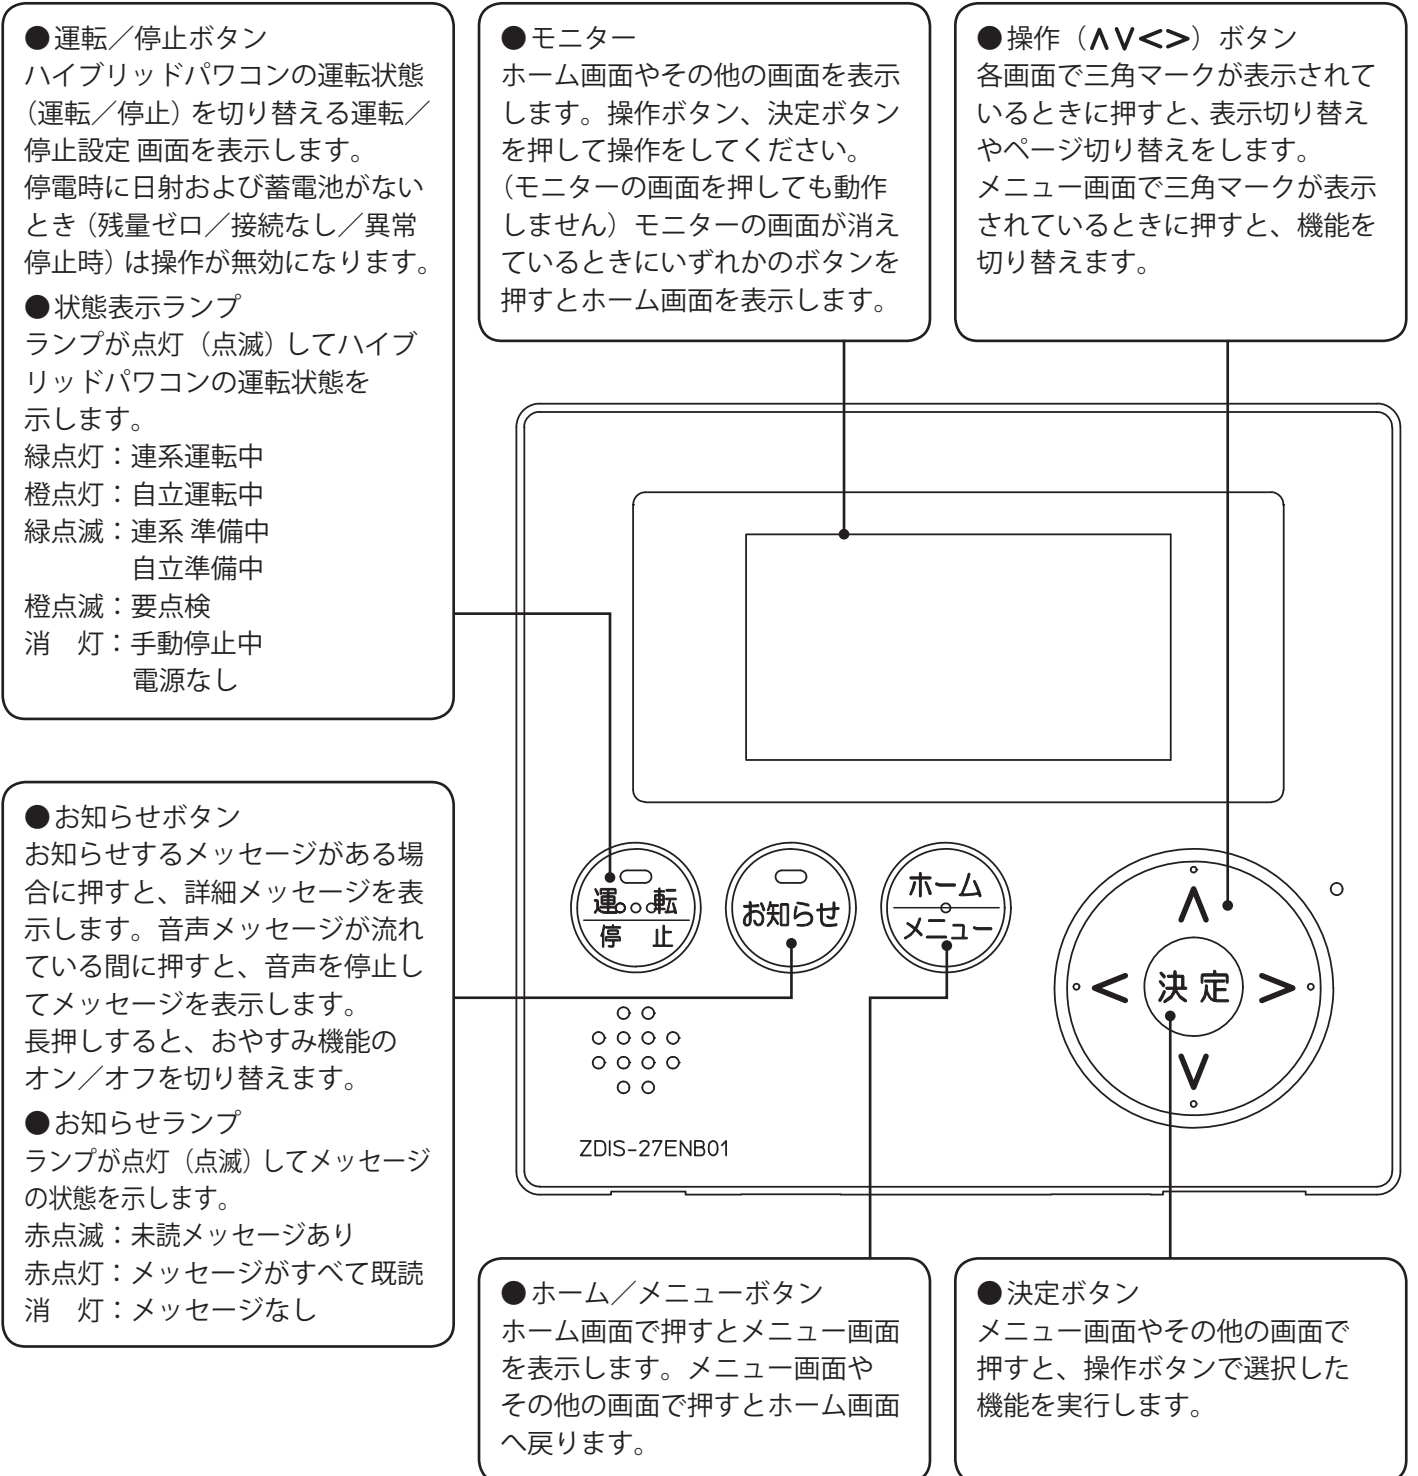 ●運転／停止ボタン
ハイブリッドパワコンの運転状態
（運転／停止）を切り替える運転／
停止設定 画面を表示します。
停電時に日射および蓄電池がない
とき（残量ゼロ／接続なし／異常
停止時）は操作が無効になります。
●状態表示ランプ
ランプが点灯（点滅）してハイブ
リッドパワコンの運転状態を
示します。
緑点灯：連系運転中
橙点灯：自立運転中
緑点滅：連系 準備中
自立準備中
橙点滅：要点検
消　灯：手動停止中
電源なし
●モニター
ホーム画面やその他の画面を表示
します。操作ボタン、決定ボタン
を押して操作をしてください。
（モニターの画面を押しても動作
しません）モニターの画面が消え
ているときにいずれかのボタンを
押すとホーム画面を表示します。
●操作（∧∨＜＞）ボタン
各画面で三角マークが表示されて
いるときに押すと、表示切り替え
やページ切り替えをします。
メニュー画面で三角マークが表示
されているときに押すと、機能を
切り替えます。
●お知らせボタン
お知らせするメッセージがある場
合に押すと、詳細メッセージを表
示します。音声メッセージが流れ
ている間に押すと、音声を停止し
てメッセージを表示します。
長押しすると、おやすみ機能の
オン／オフを切り替えます。
●お知らせランプ
ランプが点灯（点滅）してメッセージ
の状態を示します。
赤点滅：未読メッセージあり
赤点灯：メッセージがすべて既読
消　灯：メッセージなし
運　転
停　止
お知らせ
ホーム
メニュー
∧
＜ 決定 ＞
∨
ZDIS-27ENB01
●ホーム／メニューボタン
ホーム画面で押すとメニュー画面
を表示します。メニュー画面や
その他の画面で押すとホーム画面
へ戻ります。
●決定ボタン
メニュー画面やその他の画面で
押すと、操作ボタンで選択した
機能を実行します。